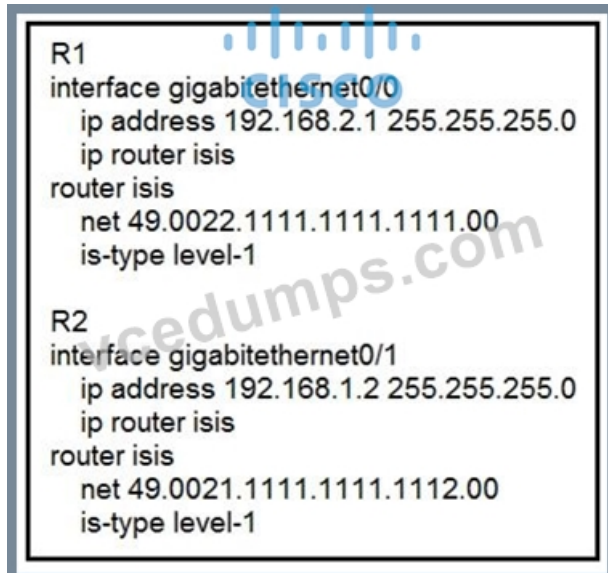 R1
CISCO
interface gigabitethernet0/0
ip address 192.168.2.1 255.255.255.0
ip router isis
router isis
net 49.0022.1111.1111.1111.00
is-type level-1
vcedumps.com
R2
interface gigabitethernet0/1
ip address 192.168.1.2 255.255.255.0
ip router isis
router isis
net 49.0021.1111.1111.1112.00
is-type level-1